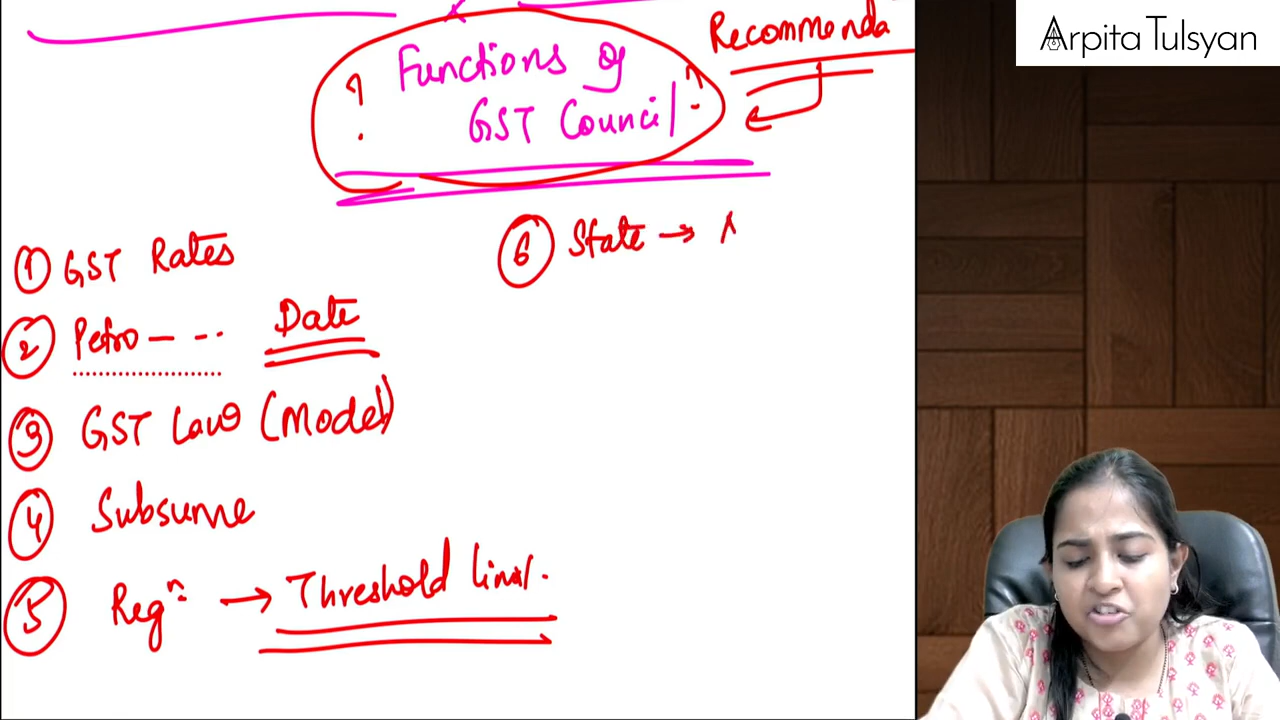 Recommenda
Arpita Tulsyan
Functions of
GST Council
? ?
① GST Rates
② Petro – - .. Date
③ GST Law (Model)
④ Subsume
⑤ Regⁿ: → Threshold limit.
⑥ State →